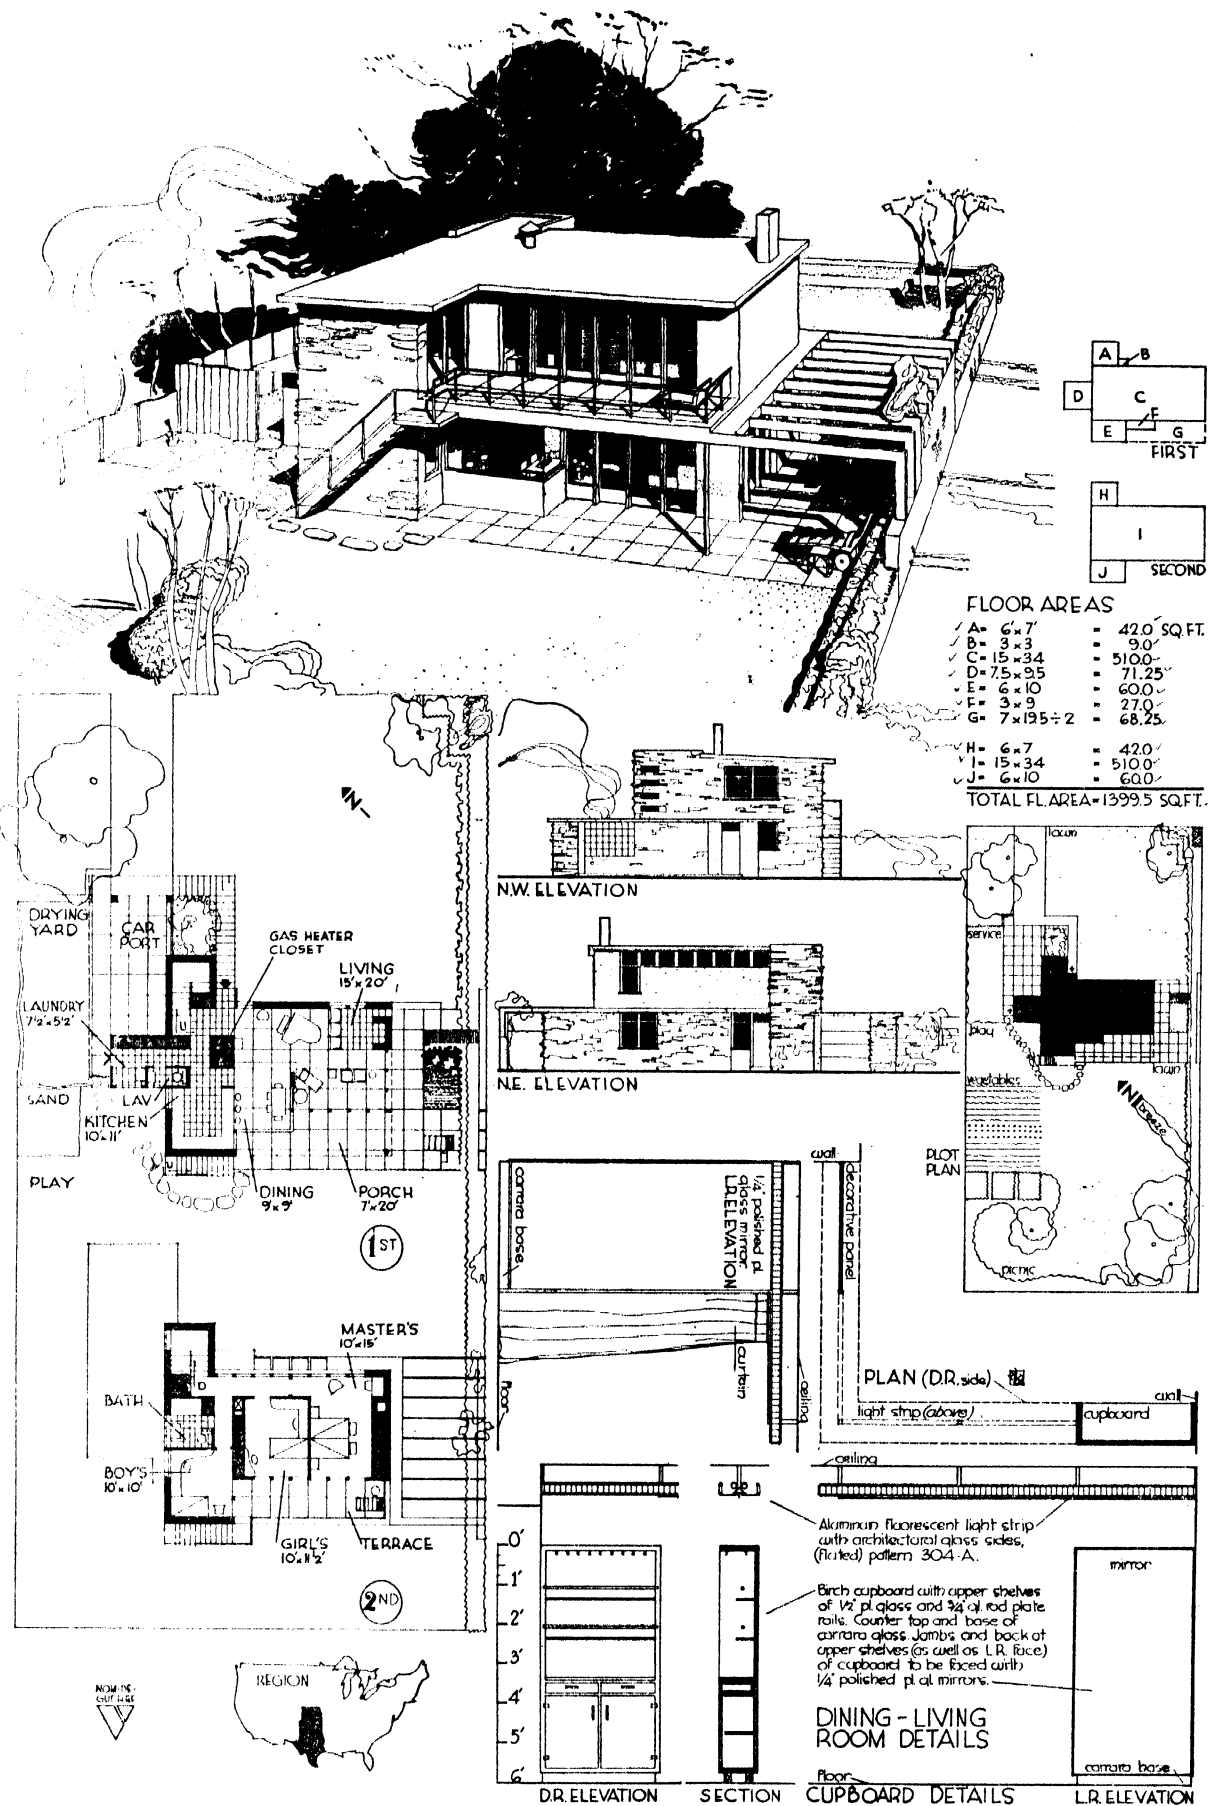 A
B
D
C
F
E
G
FIRST
H
I
J
SECOND
FLOOR AREAS
A= 6'x7' = 42.0 SQ.FT.
B= 3x3 = 9.0
C= 15x34 = 510.0
D= 7.5x9.5 = 71.25
E= 6x10 = 60.0
F= 3x9 = 27.0
G= 7x19.5÷2 = 68.25
H= 6x7 = 42.0
I= 15x34 = 510.0
J= 6x10 = 60.0
TOTAL FL. AREA = 1399.5 SQ.FT.
N
N.W. ELEVATION
N.E. ELEVATION
DRYING
YARD
CAR
PORT
GAS HEATER
CLOSET
LIVING
15'x20'
LAUNDRY
7'2"x5'2"
U
SAND
LAV
KITCHEN
10'x11'
PLAY
U
DINING
9'x9'
PORCH
7'x20'
1ST
MASTER'S
10'x15'
D
BATH
BOY'S
10'x10'
GIRL'S
TERRACE
2ND
lawn
service
play
vegetables
lawn
N
breeze
PLOT
PLAN
picnic
carrara base
1/4" polished pl.
glass mirror
L.R. ELEVATION
curtain
floor
ceiling
wall
decorative panel
PLAN (D.R. side)
light strip (above)
wall
cupboard
ceiling
Aluminum fluorescent light strip
with architectural glass sides,
(fluted) pattern 304-A.
Birch cupboard with upper shelves
of 1/2" pl. glass and 3/4" gl. rod plate
rails. Counter top and base of
carrara glass. Jambs and back of
upper shelves (as well as L.R. face)
of cupboard to be faced with
1/4" polished pl. gl. mirrors.
mirror
DINING - LIVING
ROOM DETAILS
0'
1'
2'
3'
4'
5'
6'
floor
carrara base
D.R. ELEVATION
SECTION
CUPBOARD DETAILS
L.R. ELEVATION
NOM-DE-
GUERRE
REGION